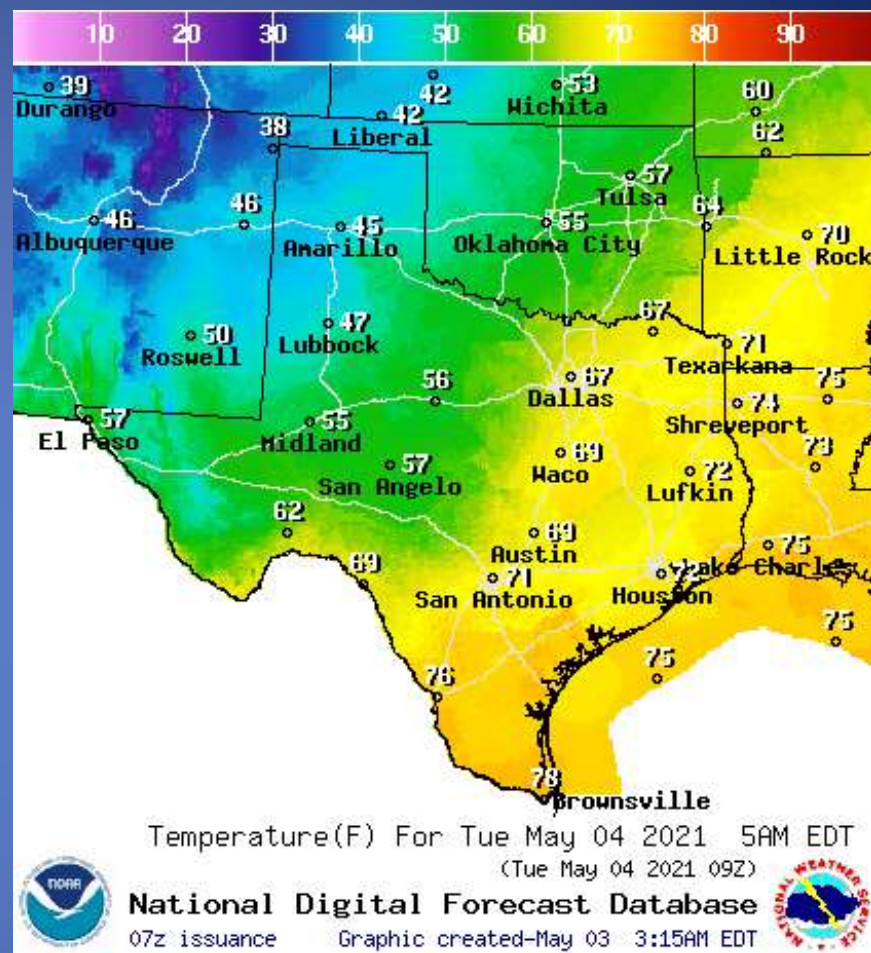 10 20 30 40 50 60 70 80 90
39 42 53 60
Durango Liberal 42 Wichita
38 62
57
Tulsa
46 46 45 55 64 70
Albuquerque Amarillo Oklahoma City Little Rock
50 47 67 71
Roswell Lubbock Texarkana
56 67 74 75
Dallas Shreveport
57 55
El Paso Midland
57 69 72 73
San Angelo Waco Lufkin
62 69 75
Austin
69 71 72 Lake Charles
San Antonio Houston
75
76 75
78
Brownsville
Temperature(F) For Tue May 04 2021 5AM EDT
(Tue May 04 2021 09Z)
National Digital Forecast Database
07z issuance Graphic created-May 03 3:15AM EDT
NOAA
NATIONAL WEATHER SERVICE